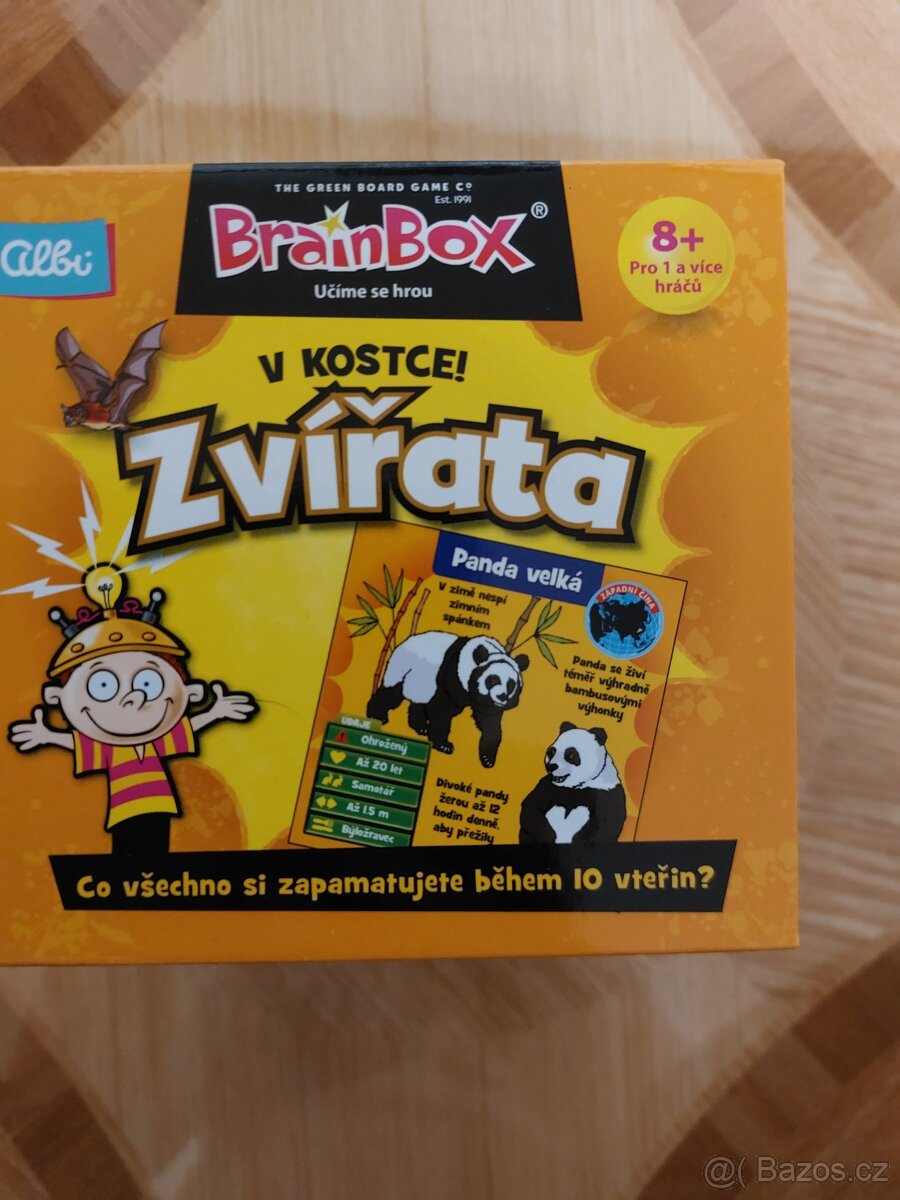 THE GREEN BOARD GAME Cº
Est. 1991
BrainBox®
Učíme se hrou
albi
8+
Pro 1 a více
hráčů
V KOSTCE!
Zvířata
Panda velká
V zimě nespí
zimním
spánkem
ZÁPADNÍ ČÍNA
Panda se živí
téměř výhradně
bambusovými
výhonky
ÚDAJE
Ohrožený
Až 20 let
Samotář
Až 1.5 m
Býložravec
Divoké pandy
žerou až 12
hodin denně,
aby přežily
Co všechno si zapamatujete během 10 vteřin?
@( Bazos.cz